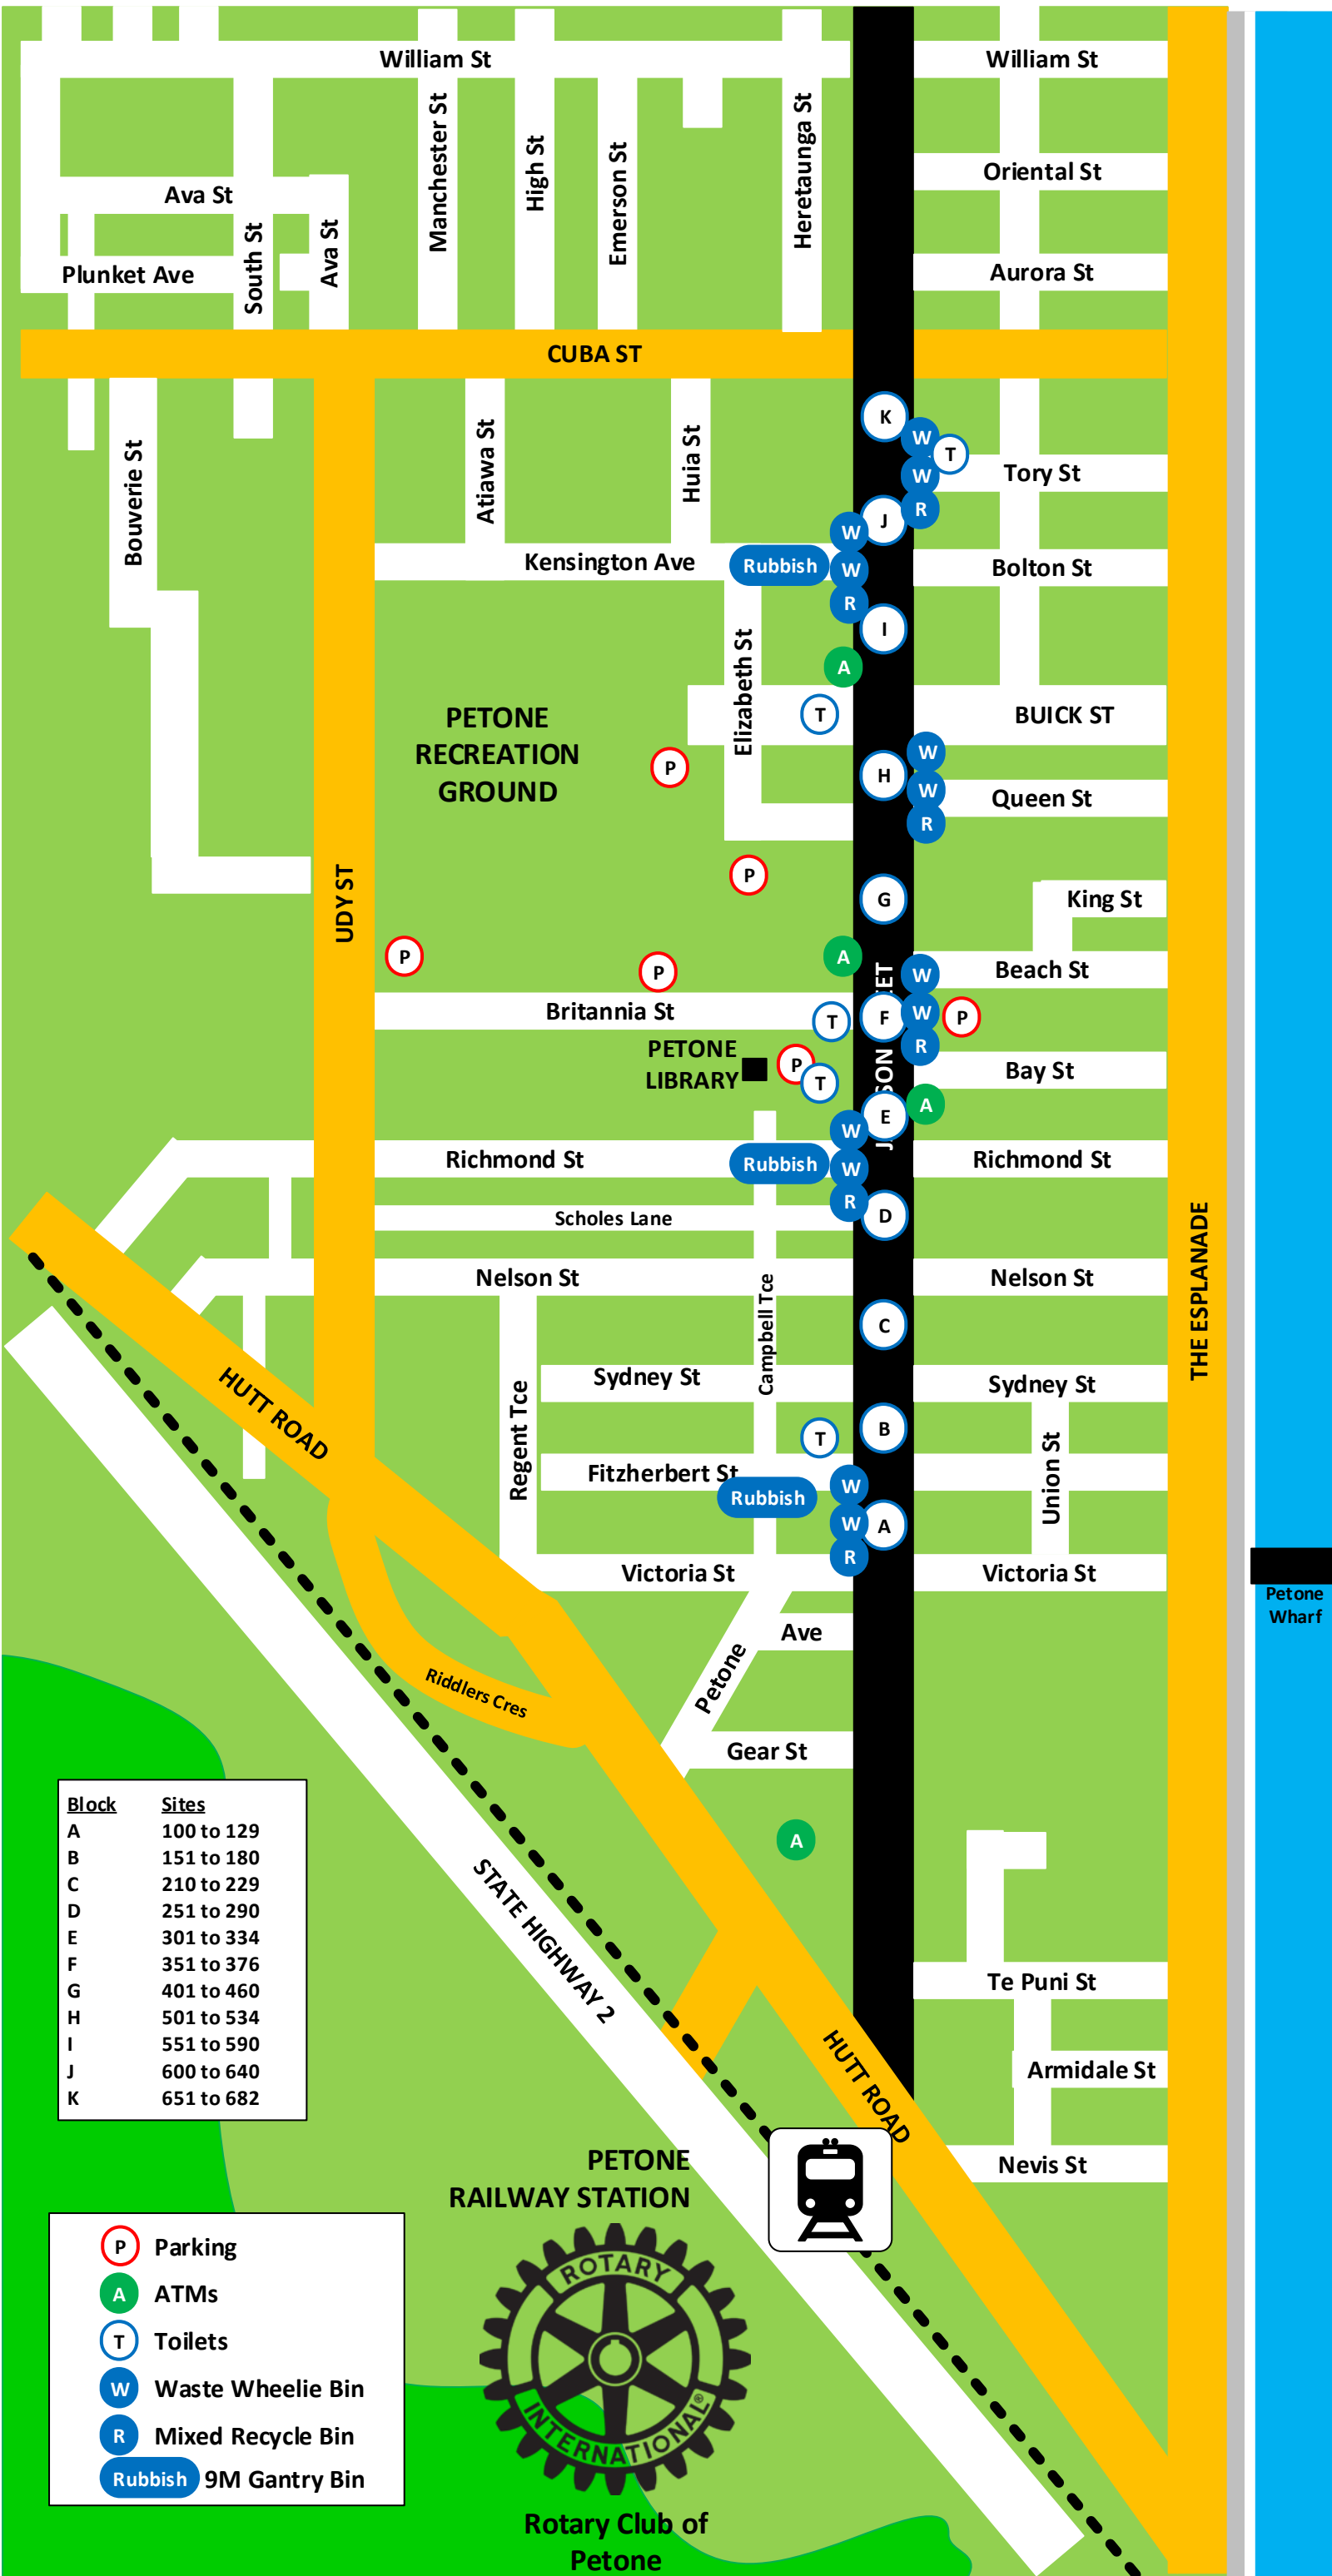 William St
William St
Manchester St
High St
Emerson St
Heretaunga St
Oriental St
Ava St
South St
Ava St
Plunket Ave
Aurora St
CUBA ST
K
W
T
W
R
Tory St
Bouverie St
Atiawa St
Huia St
J
W
Kensington Ave
Rubbish
W
R
Bolton St
I
A
Elizabeth St
T
BUICK ST
PETONE
RECREATION
GROUND
P
H
W
W
R
Queen St
UDY ST
P
G
King St
P
P
A
W
Beach St
Britannia St
T
F
W
P
R
PETONE
LIBRARY
P
T
Bay St
E
A
W
Richmond St
Rubbish
W
R
Richmond St
Scholes Lane
D
THE ESPLANADE
Nelson St
Nelson St
Campbell Tce
C
HUTT ROAD
Regent Tce
Sydney St
Sydney St
T
B
Union St
Fitzherbert St
Rubbish
W
W
R
A
Victoria St
Victoria St
Petone
Wharf
Petone
Ave
Riddlers Cres
Gear St
A
STATE HIGHWAY 2
Block Sites
A 100 to 129
B 151 to 180
C 210 to 229
D 251 to 290
E 301 to 334
F 351 to 376
G 401 to 460
H 501 to 534
I 551 to 590
J 600 to 640
K 651 to 682
Te Puni St
HUTT ROAD
Armidale St
Nevis St
PETONE
RAILWAY STATION
P Parking
A ATMs
T Toilets
W Waste Wheelie Bin
R Mixed Recycle Bin
Rubbish 9M Gantry Bin
ROTARY
INTERNATIONAL®
Rotary Club of
Petone